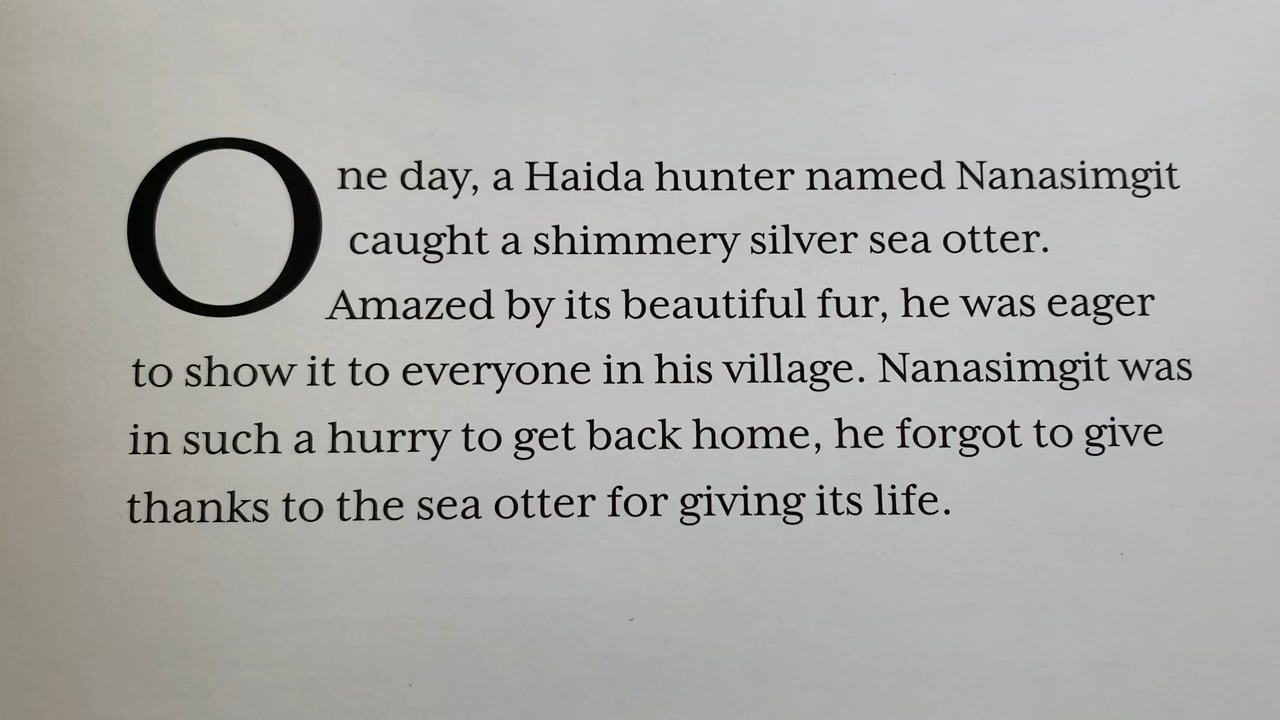 One day, a Haida hunter named Nanasimgit
caught a shimmery silver sea otter.
Amazed by its beautiful fur, he was eager
to show it to everyone in his village. Nanasimgit was
in such a hurry to get back home, he forgot to give
thanks to the sea otter for giving its life.